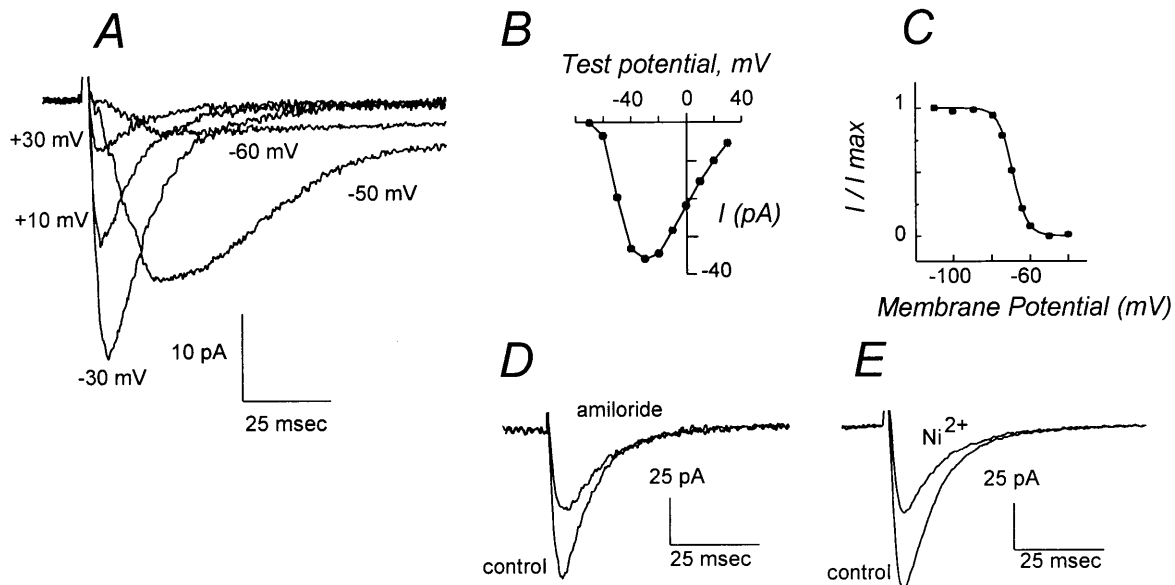 A
+30 mV
-60 mV
-50 mV
+10 mV
-30 mV
10 pA
25 msec
B
Test potential, mV
-40 0 40
I (pA)
-40
C
1
I / I max
0
-100 -60
Membrane Potential (mV)
D
amiloride
25 pA
control
25 msec
E
Ni2+
25 pA
control
25 msec